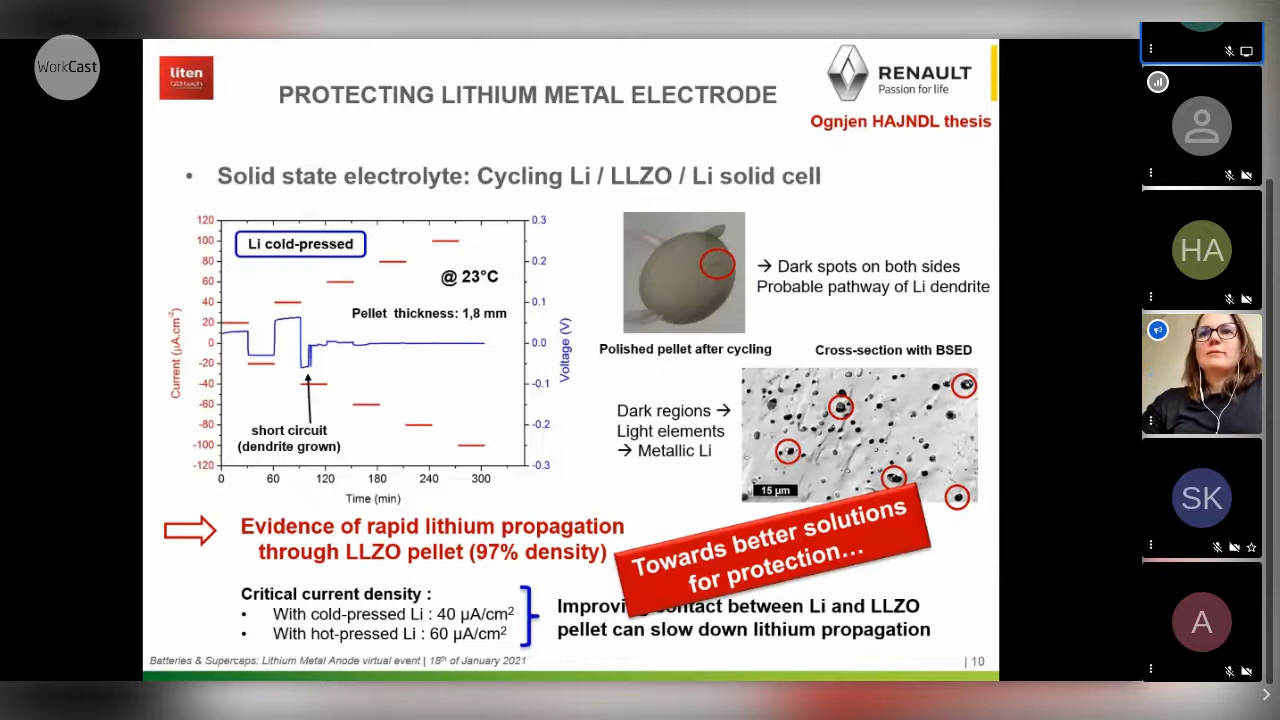 WorkCast
liten
RENAULT
Passion for life
PROTECTING LITHIUM METAL ELECTRODE
Ognjen HAJNDL thesis
• Solid state electrolyte: Cycling Li / LLZO / Li solid cell
120
100
80
60
40
20
0
-20
-40
-60
-80
-100
-120
Current (µA.cm-2)
Li cold-pressed
@ 23°C
Pellet thickness: 1,8 mm
short circuit
(dendrite grown)
0.3
0.2
0.1
0.0
-0.1
-0.2
-0.3
Voltage (V)
0 60 120 180 240 300
Time (min)
→ Dark spots on both sides
Probable pathway of Li dendrite
Polished pellet after cycling
Cross-section with BSED
Dark regions →
Light elements
→ Metallic Li
15 µm
Evidence of rapid lithium propagation
through LLZO pellet (97% density)
Towards better solutions
for protection…
Critical current density :
• With cold-pressed Li : 40 µA/cm2
• With hot-pressed Li : 60 µA/cm2
contact between Li and LLZO
pellet can slow down lithium propagation
Batteries & Supercaps: Lithium Metal Anode virtual event | 18th of January 2021
| 10
HA
SK
A